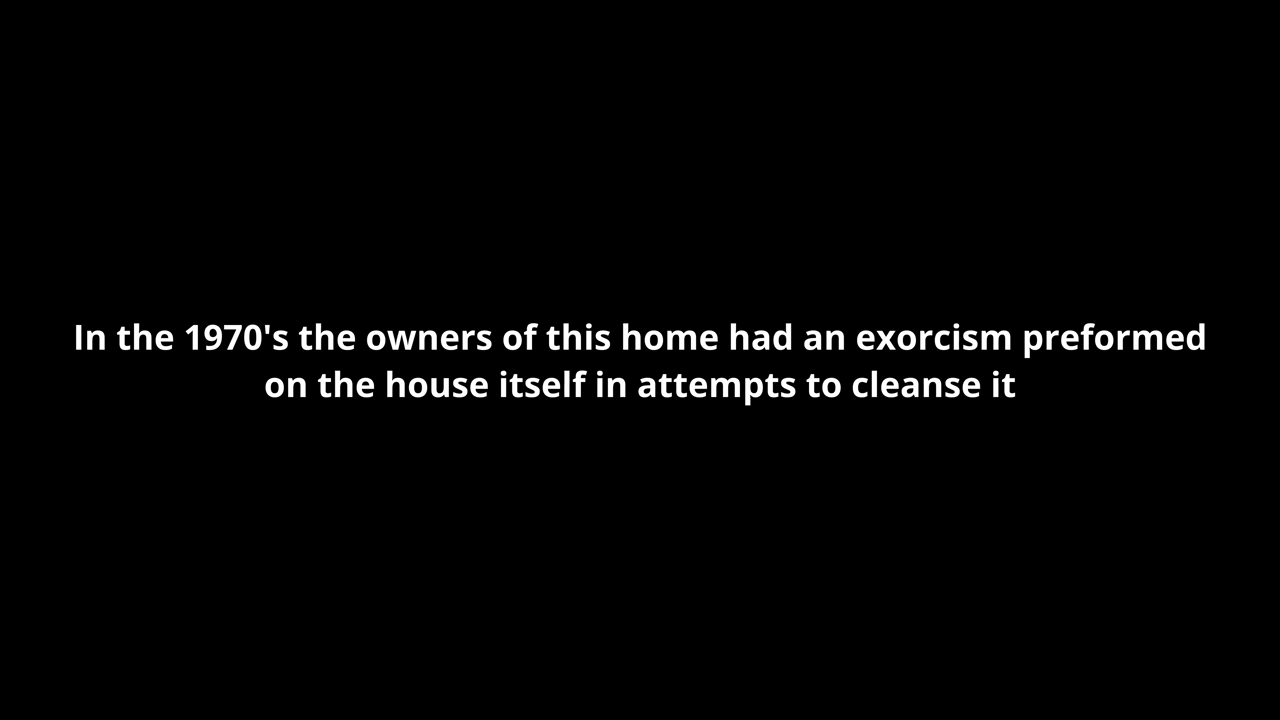 In the 1970's the owners of this home had an exorcism preformed
on the house itself in attempts to cleanse it